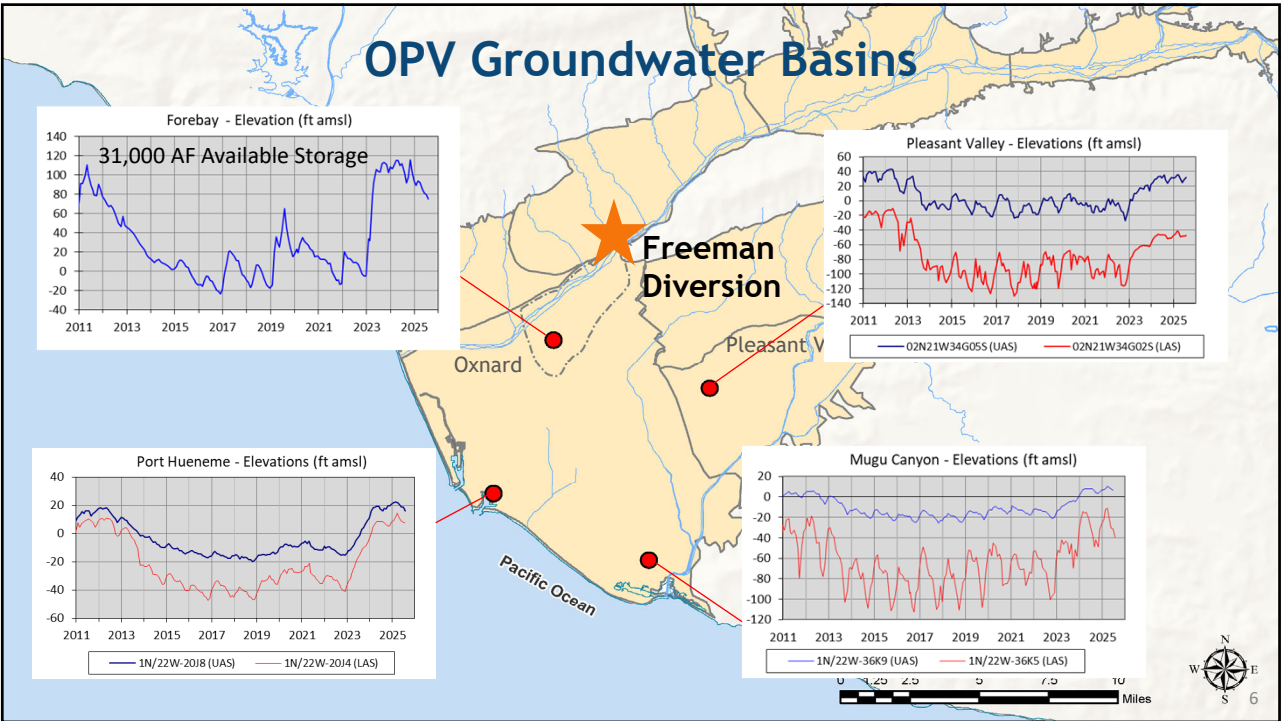 OPV Groundwater Basins
Forebay - Elevation (ft amsl)
31,000 AF Available Storage
140
120
100
80
60
40
20
0
-20
-40
2011 2013 2015 2017 2019 2021 2023 2025
Pleasant Valley - Elevations (ft amsl)
60
40
20
0
-20
-40
-60
-80
-100
-120
-140
2011 2013 2015 2017 2019 2021 2023 2025
02N21W34G05S (UAS) 02N21W34G02S (LAS)
Freeman
Diversion
Oxnard
Pleasant V
Port Hueneme - Elevations (ft amsl)
40
20
0
-20
-40
-60
2011 2013 2015 2017 2019 2021 2023 2025
1N/22W-20J8 (UAS) 1N/22W-20J4 (LAS)
Pacific Ocean
Mugu Canyon - Elevations (ft amsl)
20
0
-20
-40
-60
-80
-100
-120
2011 2013 2015 2017 2019 2021 2023 2025
1N/22W-36K9 (UAS) 1N/22W-36K5 (LAS)
0 1.25 2.5 5 7.5 10
Miles
N
W E
S
6